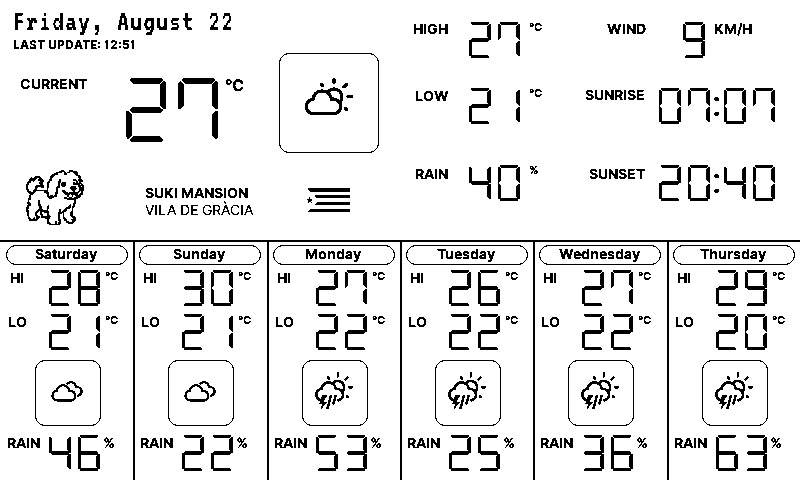 Friday, August 22
LAST UPDATE: 12:51
CURRENT 27 °C
SUKI MANSION
VILA DE GRÀCIA
HIGH 27 °C
LOW 21 °C
RAIN 40 %
WIND 9 KM/H
SUNRISE 07:07
SUNSET 20:40
Saturday
HI 28 °C
LO 21 °C
RAIN 46 %
Sunday
HI 30 °C
LO 21 °C
RAIN 22 %
Monday
HI 27 °C
LO 22 °C
RAIN 53 %
Tuesday
HI 26 °C
LO 22 °C
RAIN 25 %
Wednesday
HI 27 °C
LO 22 °C
RAIN 36 %
Thursday
HI 29 °C
LO 20 °C
RAIN 63 %